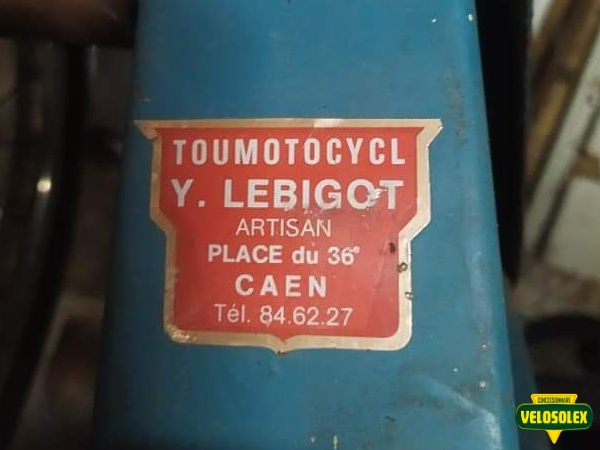 TOUMOTOCYCL
Y. LEBIGOT
ARTISAN
PLACE du 36e
CAEN
Tél. 84.62.27
CONCESSIONNAIRE
VELOSOLEX